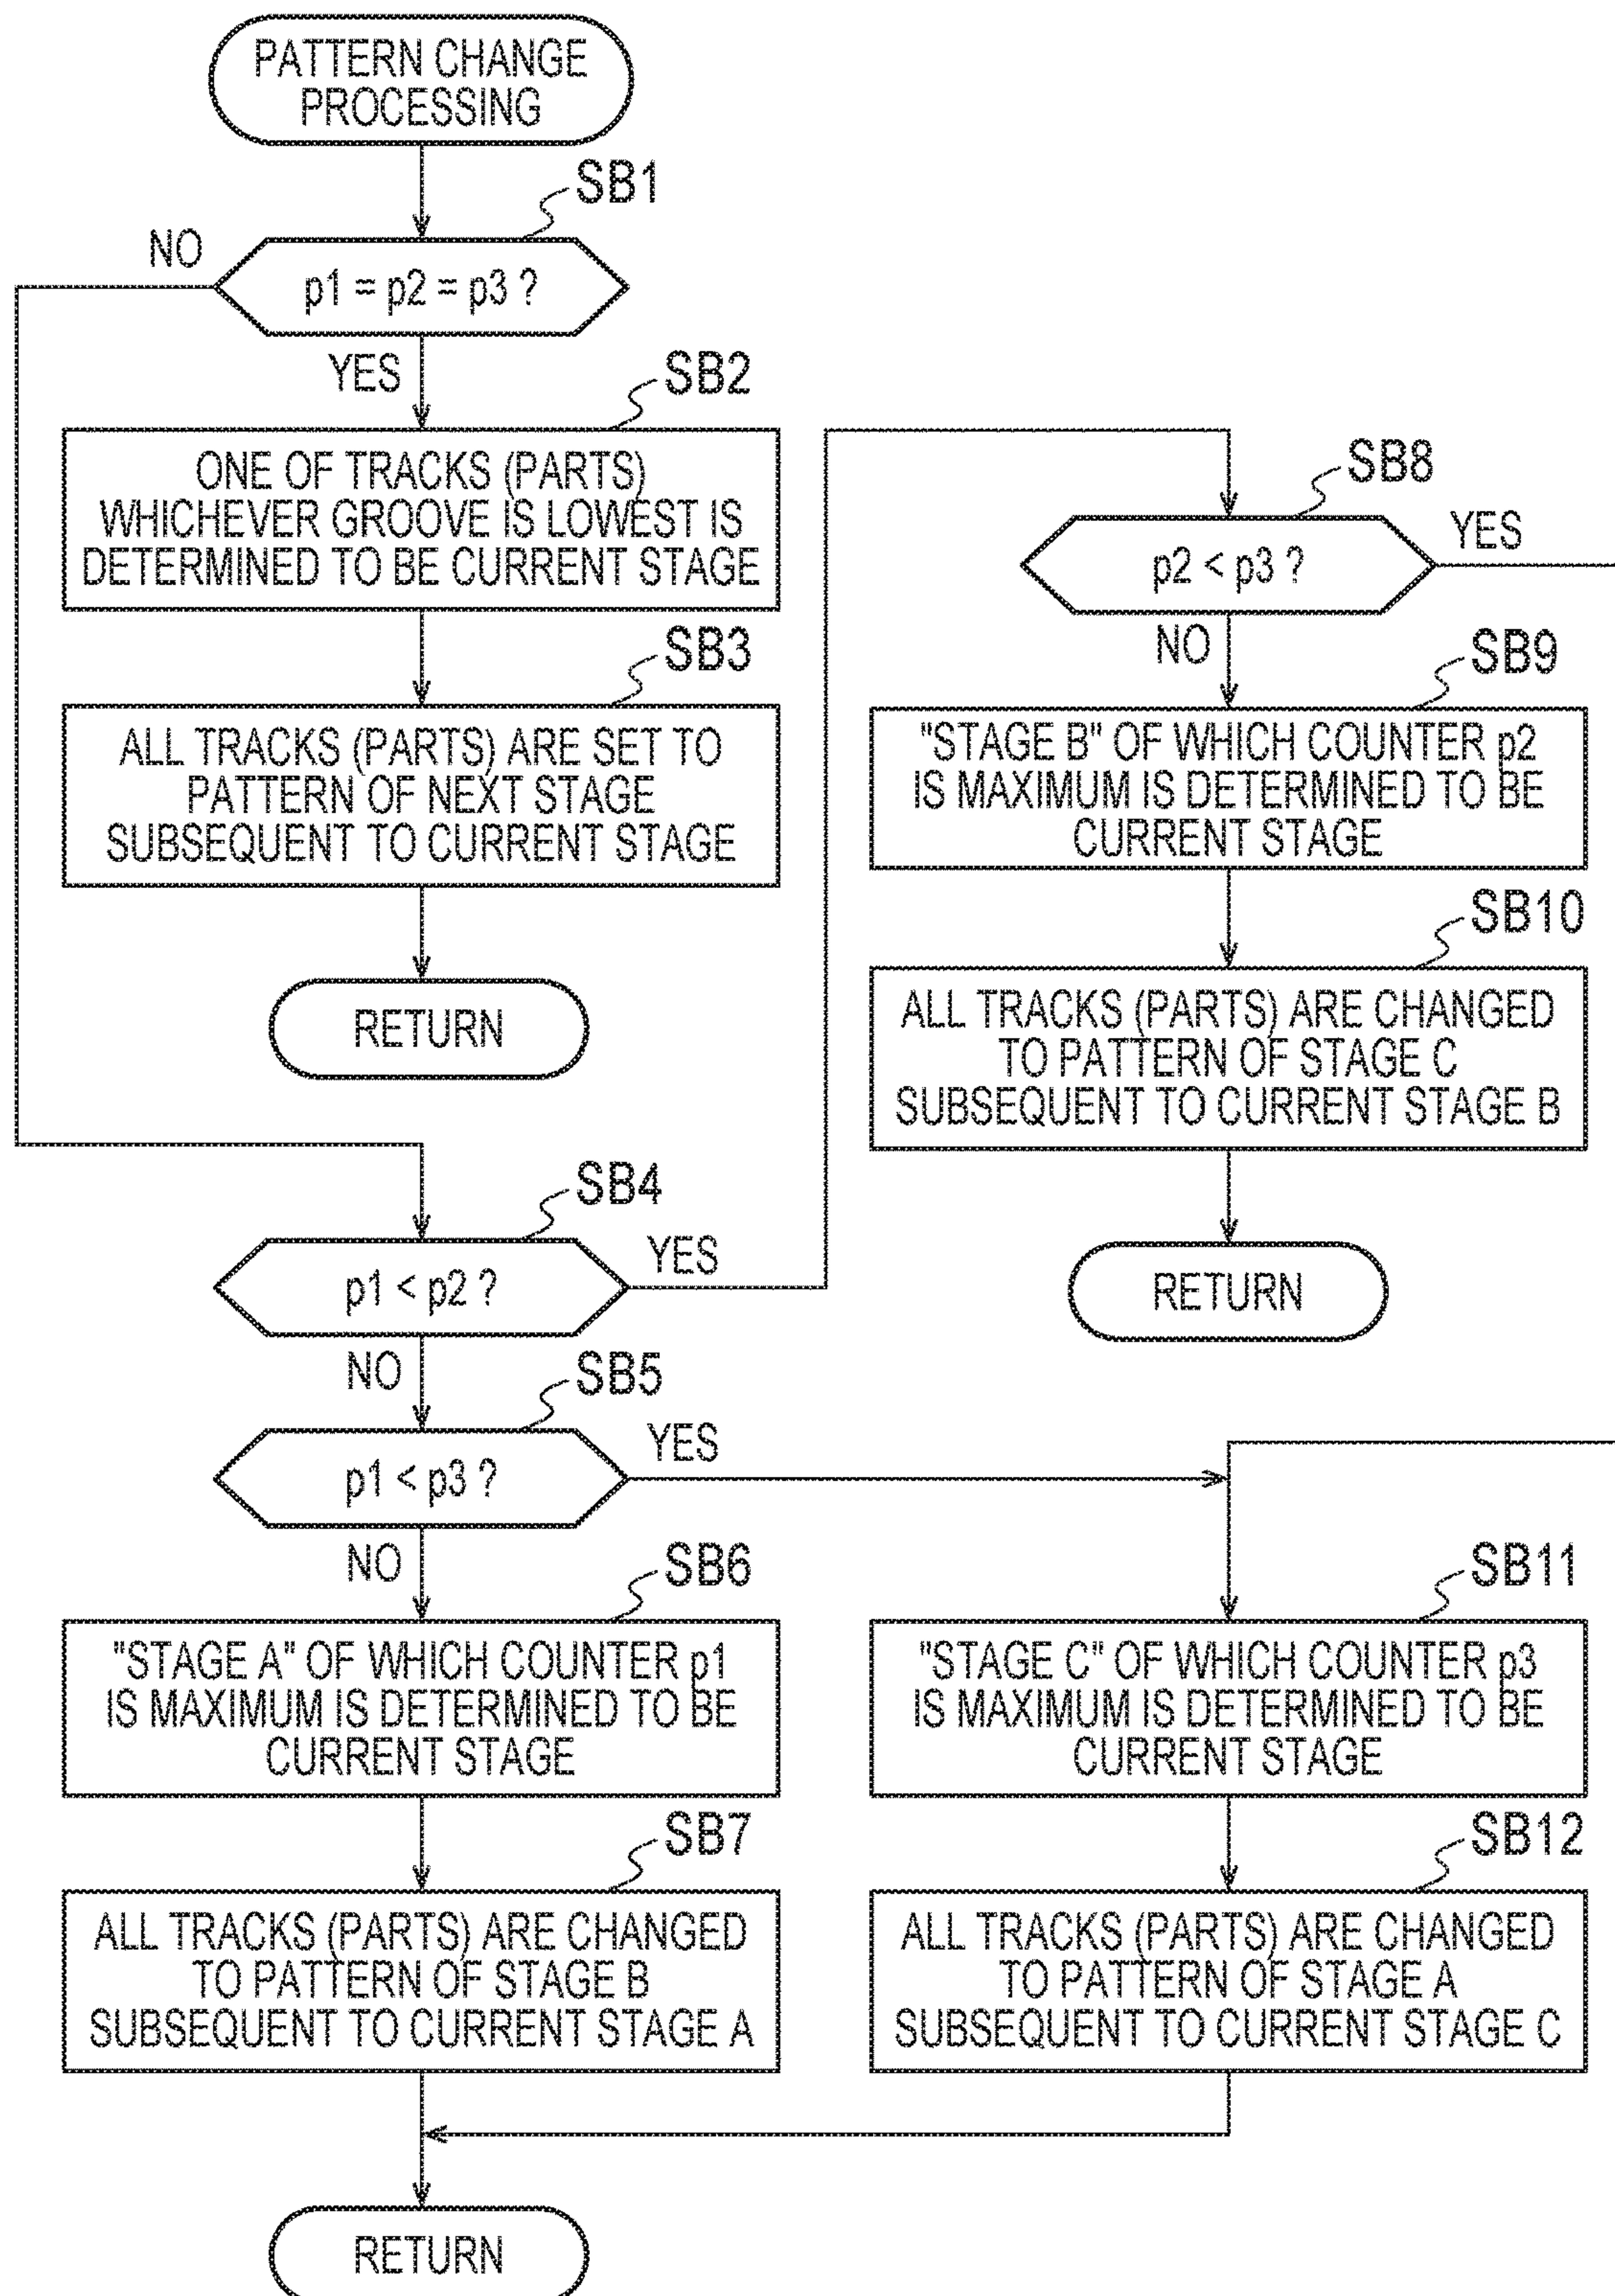 PATTERN CHANGE
PROCESSING
SB1
NO
p1 = p2 = p3 ?
YES
SB2
ONE OF TRACKS (PARTS)
WHICHEVER GROOVE IS LOWEST IS
DETERMINED TO BE CURRENT STAGE
SB3
ALL TRACKS (PARTS) ARE SET TO
PATTERN OF NEXT STAGE
SUBSEQUENT TO CURRENT STAGE
RETURN
SB4
p1 < p2 ?
YES
NO
SB5
p1 < p3 ?
YES
NO
SB6
"STAGE A" OF WHICH COUNTER p1
IS MAXIMUM IS DETERMINED TO BE
CURRENT STAGE
SB7
ALL TRACKS (PARTS) ARE CHANGED
TO PATTERN OF STAGE B
SUBSEQUENT TO CURRENT STAGE A
RETURN
SB8
p2 < p3 ?
YES
NO
SB9
"STAGE B" OF WHICH COUNTER p2
IS MAXIMUM IS DETERMINED TO BE
CURRENT STAGE
SB10
ALL TRACKS (PARTS) ARE CHANGED
TO PATTERN OF STAGE C
SUBSEQUENT TO CURRENT STAGE B
RETURN
SB11
"STAGE C" OF WHICH COUNTER p3
IS MAXIMUM IS DETERMINED TO BE
CURRENT STAGE
SB12
ALL TRACKS (PARTS) ARE CHANGED
TO PATTERN OF STAGE A
SUBSEQUENT TO CURRENT STAGE C